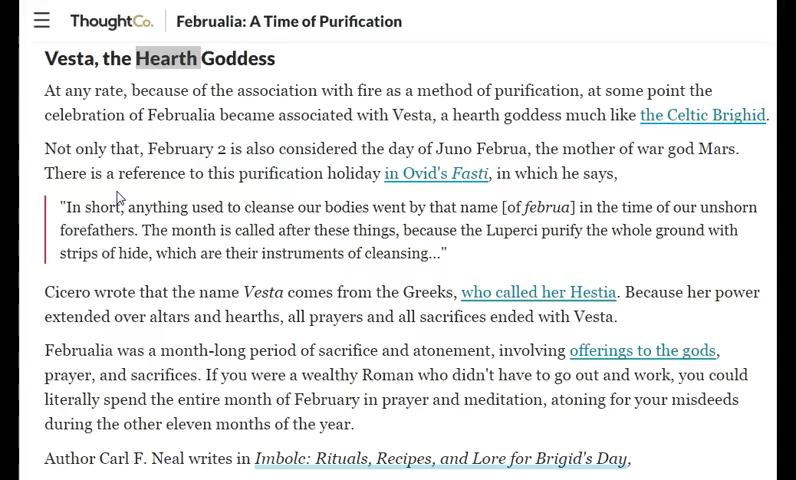 ThoughtCo. Februalia: A Time of Purification
Vesta, the Hearth Goddess
At any rate, because of the association with fire as a method of purification, at some point the
celebration of Februalia became associated with Vesta, a hearth goddess much like the Celtic Brighid.
Not only that, February 2 is also considered the day of Juno Februa, the mother of war god Mars.
There is a reference to this purification holiday in Ovid's Fasti, in which he says,
"In short, anything used to cleanse our bodies went by that name [of februa] in the time of our unshorn
forefathers. The month is called after these things, because the Luperci purify the whole ground with
strips of hide, which are their instruments of cleansing..."
Cicero wrote that the name Vesta comes from the Greeks, who called her Hestia. Because her power
extended over altars and hearths, all prayers and all sacrifices ended with Vesta.
Februalia was a month-long period of sacrifice and atonement, involving offerings to the gods,
prayer, and sacrifices. If you were a wealthy Roman who didn't have to go out and work, you could
literally spend the entire month of February in prayer and meditation, atoning for your misdeeds
during the other eleven months of the year.
Author Carl F. Neal writes in Imbolc: Rituals, Recipes, and Lore for Brigid's Day,